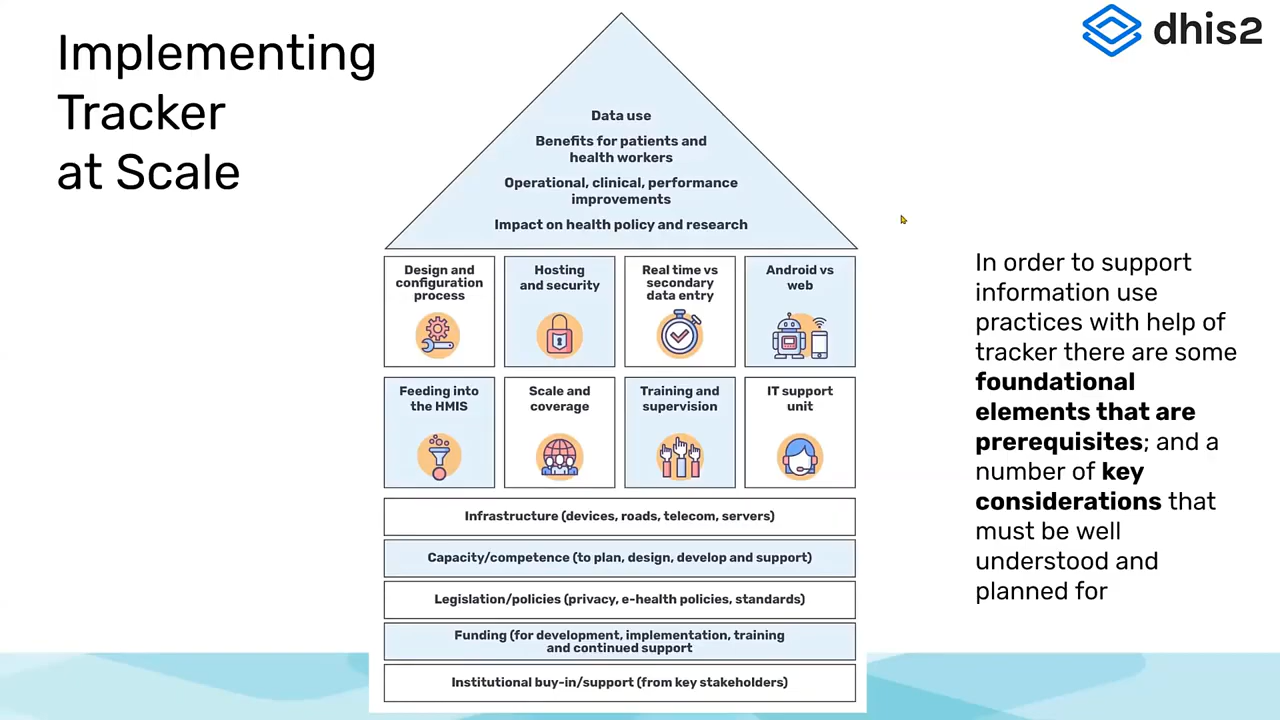 Implementing
Tracker
at Scale
dhis2
Data use
Benefits for patients and
health workers
Operational, clinical, performance
improvements
Impact on health policy and research
Design and
configuration
process
Hosting
and security
Real time vs
secondary
data entry
Android vs
web
Feeding into
the HMIS
Scale and
coverage
Training and
supervision
IT support
unit
Infrastructure (devices, roads, telecom, servers)
Capacity/competence (to plan, design, develop and support)
Legislation/policies (privacy, e-health policies, standards)
Funding (for development, implementation, training
and continued support
Institutional buy-in/support (from key stakeholders)
In order to support
information use
practices with help of
tracker there are some
foundational
elements that are
prerequisites; and a
number of key
considerations that
must be well
understood and
planned for